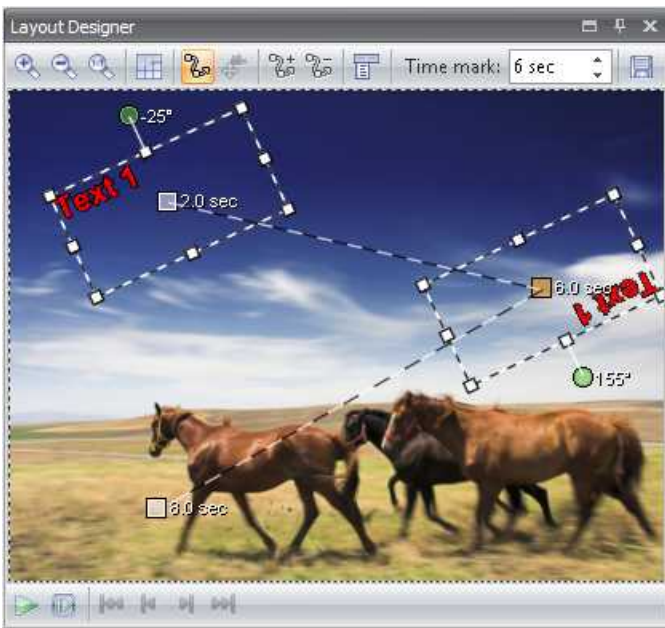 Layout Designer
Time mark: 6 sec
-25°
Text 1
2.0 sec
6.0 sec
Text 1
155°
8.0 sec